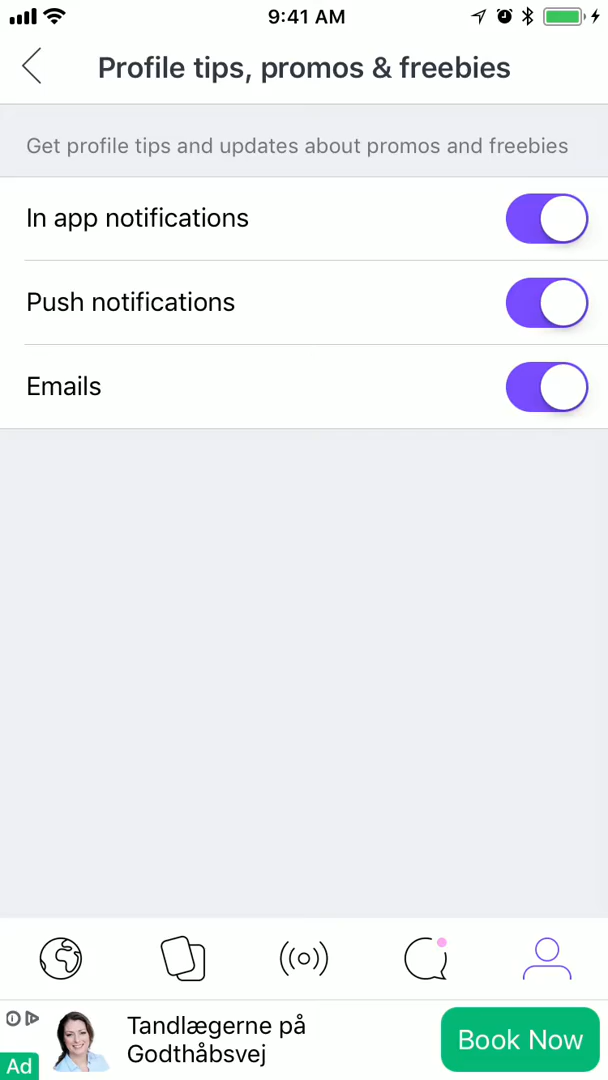 9:41 AM
Profile tips, promos & freebies
Get profile tips and updates about promos and freebies
In app notifications
Push notifications
Emails
Tandlægerne på
Godthåbsvej
Book Now
Ad